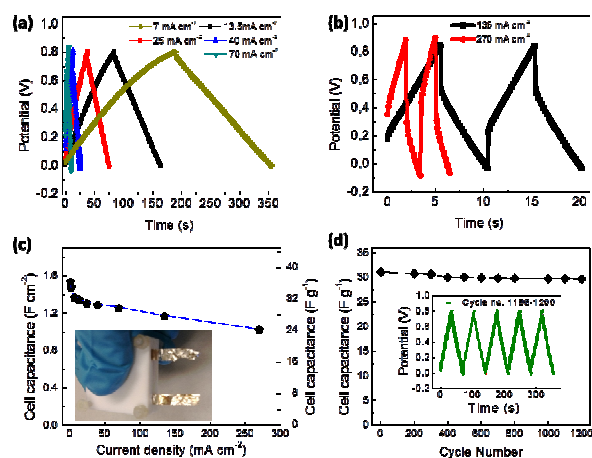 (a)
7 mA cm⁻²
13.5mA cm⁻²
25 mA cm⁻²
40 mA cm⁻²
70 mA cm⁻²
Potential (V)
0.8
0.6
0.4
0.2
0.0
-0.2
0 50 100 150 200 250 300 350
Time (s)
(b)
135 mA cm⁻²
270 mA cm⁻²
Potential (V)
1.0
0.8
0.6
0.4
0.2
0.0
-0.2
0 5 10 15 20
Time (s)
(c)
Cell capacitance (F cm⁻²)
1.6
1.2
0.8
0.4
0.0
Cell capacitance (F g⁻¹)
40
32
24
16
8
0
0 50 100 150 200 250 300
Current density (mA cm⁻²)
(d)
Cell capacitance (F g⁻¹)
36
30
25
20
15
10
5
0
Cycle no. 1196-1200
Potential (V)
1.0
0.8
0.6
0.4
0.2
0.0
-0.2
0 100 200 300
Time (s)
0 200 400 600 800 1000 1200
Cycle Number